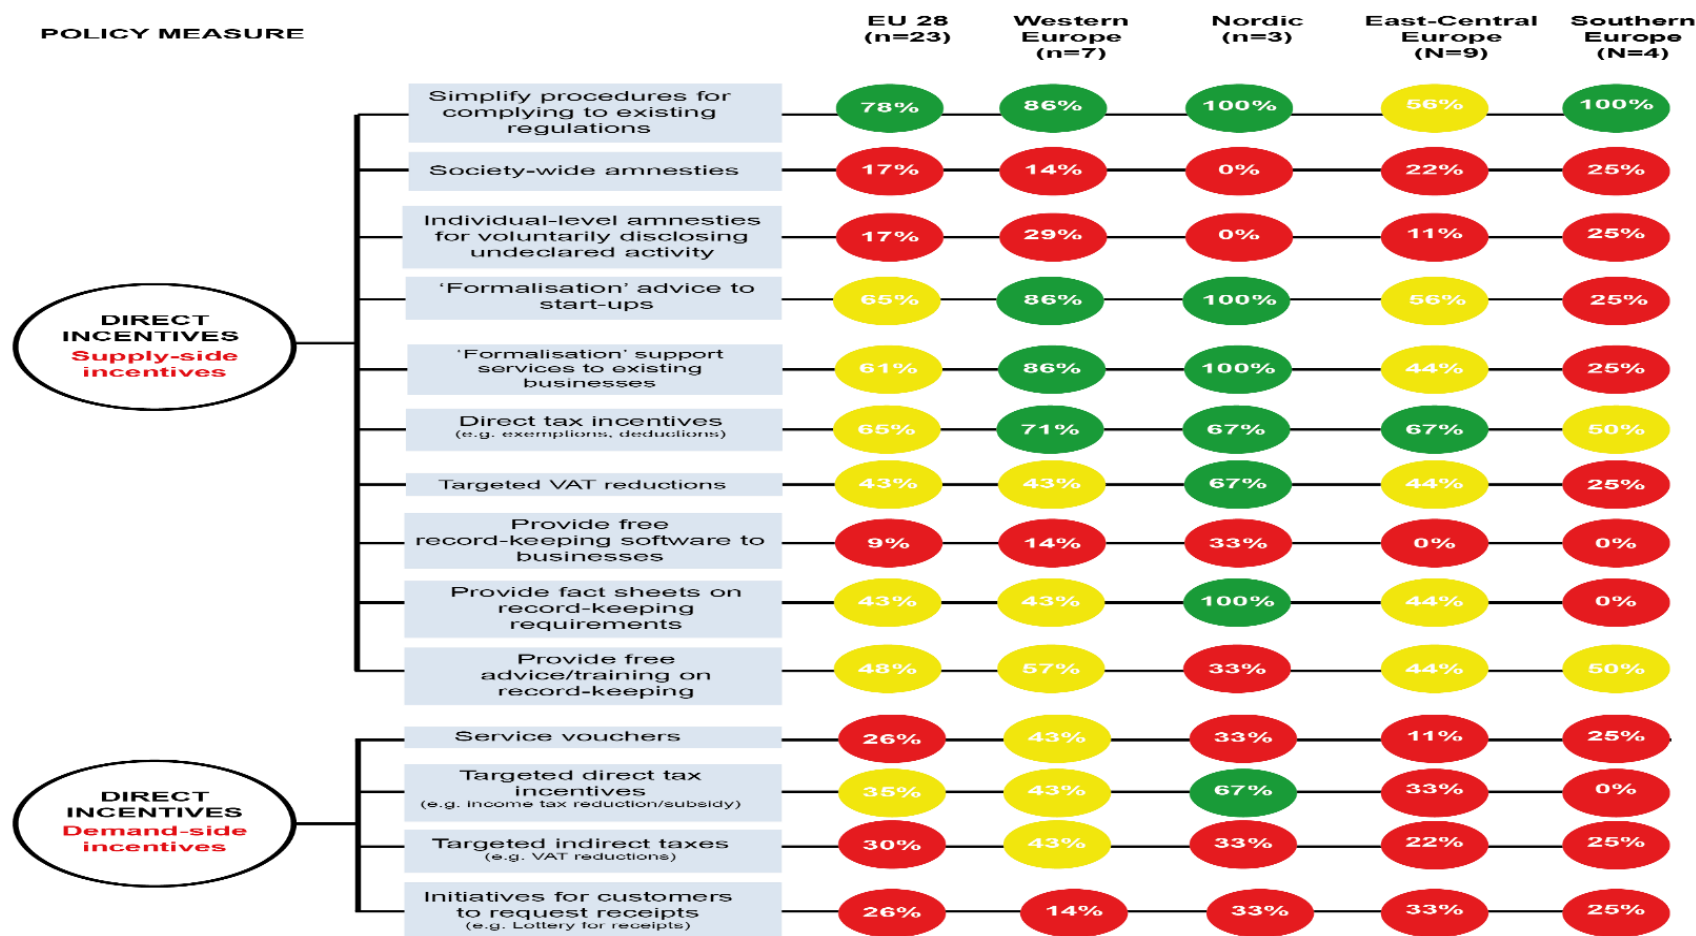 POLICY MEASURE
EU 28
(n=23)
Western
Europe
(n=7)
Nordic
(n=3)
East-Central
Europe
(N=9)
Southern
Europe
(N=4)
DIRECT
INCENTIVES
Supply-side
incentives
Simplify procedures for
complying to existing
regulations
78% 86% 100% 56% 100%
Society-wide amnesties
17% 14% 0% 22% 25%
Individual-level amnesties
for voluntarily disclosing
undeclared activity
17% 29% 0% 11% 25%
‘Formalisation’ advice to
start-ups
65% 86% 100% 56% 25%
‘Formalisation’ support
services to existing
businesses
61% 86% 100% 44% 25%
Direct tax incentives
(e.g. exemptions, deductions)
65% 71% 67% 67% 50%
Targeted VAT reductions
43% 43% 67% 44% 25%
Provide free
record-keeping software to
businesses
9% 14% 33% 0% 0%
Provide fact sheets on
record-keeping
requirements
43% 43% 100% 44% 0%
Provide free
advice/training on
record-keeping
48% 57% 33% 44% 50%
DIRECT
INCENTIVES
Demand-side
incentives
Service vouchers
26% 43% 33% 11% 25%
Targeted direct tax
incentives
(e.g. income tax reduction/subsidy)
35% 43% 67% 33% 0%
Targeted indirect taxes
(e.g. VAT reductions)
30% 43% 33% 22% 25%
Initiatives for customers
to request receipts
(e.g. Lottery for receipts)
26% 14% 33% 33% 25%